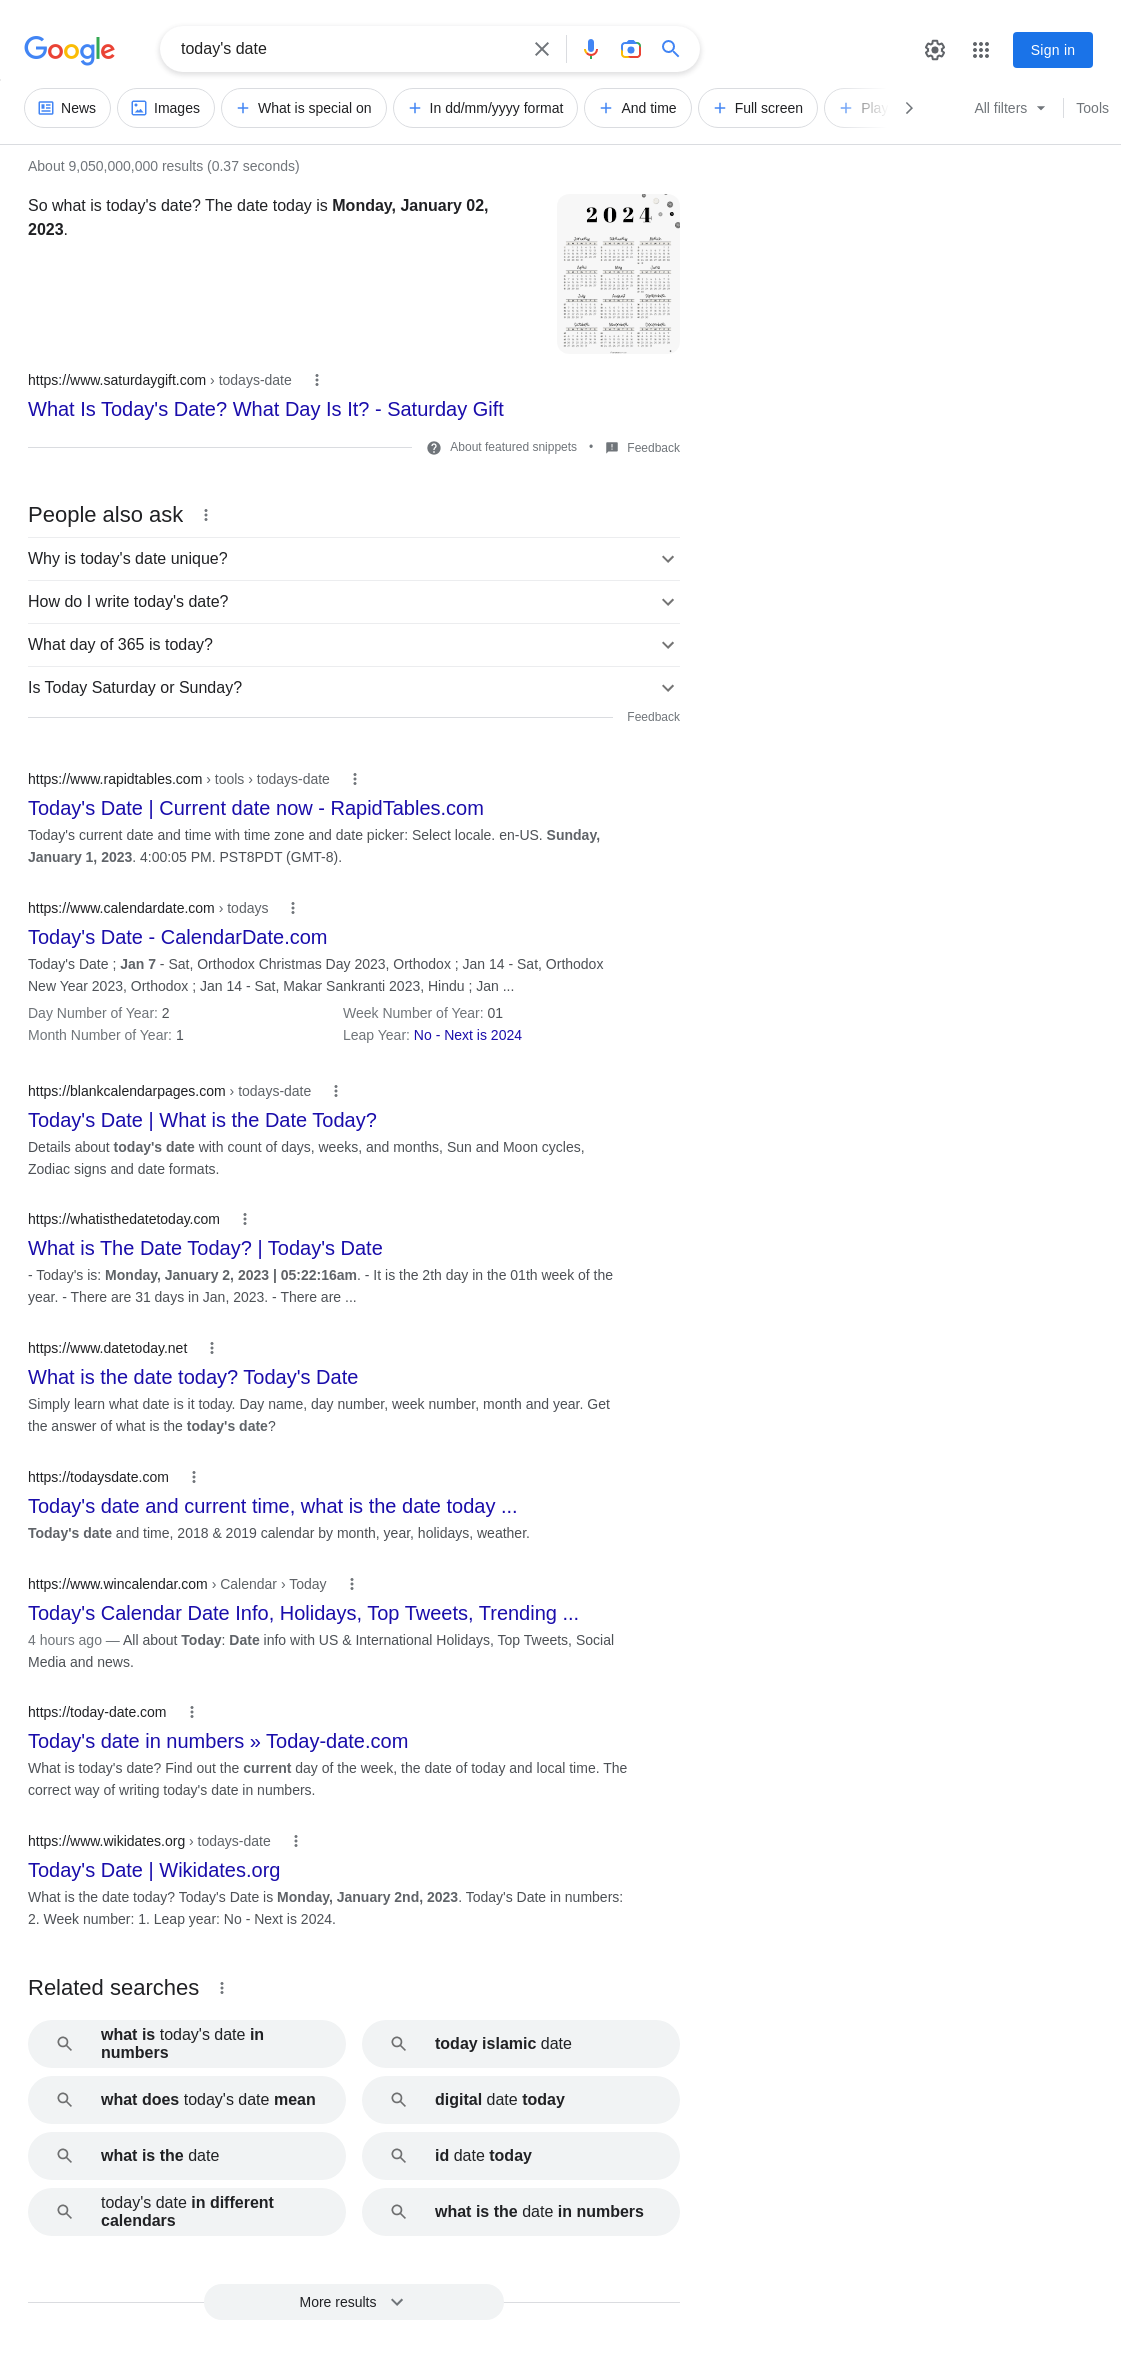 Google
today's date
Sign in
News
Images
What is special on
In dd/mm/yyyy format
And time
Full screen
Play
All filters
Tools
About 9,050,000,000 results (0.37 seconds)
So what is today's date? The date today is Monday, January 02,
2023.
2024
https://www.saturdaygift.com › todays-date
What Is Today's Date? What Day Is It? - Saturday Gift
About featured snippets • Feedback
People also ask
Why is today's date unique?
How do I write today's date?
What day of 365 is today?
Is Today Saturday or Sunday?
Feedback
https://www.rapidtables.com › tools › todays-date
Today's Date | Current date now - RapidTables.com
Today's current date and time with time zone and date picker: Select locale. en-US. Sunday,
January 1, 2023. 4:00:05 PM. PST8PDT (GMT-8).
https://www.calendardate.com › todays
Today's Date - CalendarDate.com
Today's Date ; Jan 7 - Sat, Orthodox Christmas Day 2023, Orthodox ; Jan 14 - Sat, Orthodox
New Year 2023, Orthodox ; Jan 14 - Sat, Makar Sankranti 2023, Hindu ; Jan ...
Day Number of Year: 2
Week Number of Year: 01
Month Number of Year: 1
Leap Year: No - Next is 2024
https://blankcalendarpages.com › todays-date
Today's Date | What is the Date Today?
Details about today's date with count of days, weeks, and months, Sun and Moon cycles,
Zodiac signs and date formats.
https://whatisthedatetoday.com
What is The Date Today? | Today's Date
- Today's is: Monday, January 2, 2023 | 05:22:16am. - It is the 2th day in the 01th week of the
year. - There are 31 days in Jan, 2023. - There are ...
https://www.datetoday.net
What is the date today? Today's Date
Simply learn what date is it today. Day name, day number, week number, month and year. Get
the answer of what is the today's date?
https://todaysdate.com
Today's date and current time, what is the date today ...
Today's date and time, 2018 & 2019 calendar by month, year, holidays, weather.
https://www.wincalendar.com › Calendar › Today
Today's Calendar Date Info, Holidays, Top Tweets, Trending ...
4 hours ago — All about Today: Date info with US & International Holidays, Top Tweets, Social
Media and news.
https://today-date.com
Today's date in numbers » Today-date.com
What is today's date? Find out the current day of the week, the date of today and local time. The
correct way of writing today's date in numbers.
https://www.wikidates.org › todays-date
Today's Date | Wikidates.org
What is the date today? Today's Date is Monday, January 2nd, 2023. Today's Date in numbers:
2. Week number: 1. Leap year: No - Next is 2024.
Related searches
what is today's date in
numbers
today islamic date
what does today's date mean
digital date today
what is the date
id date today
today's date in different
calendars
what is the date in numbers
More results